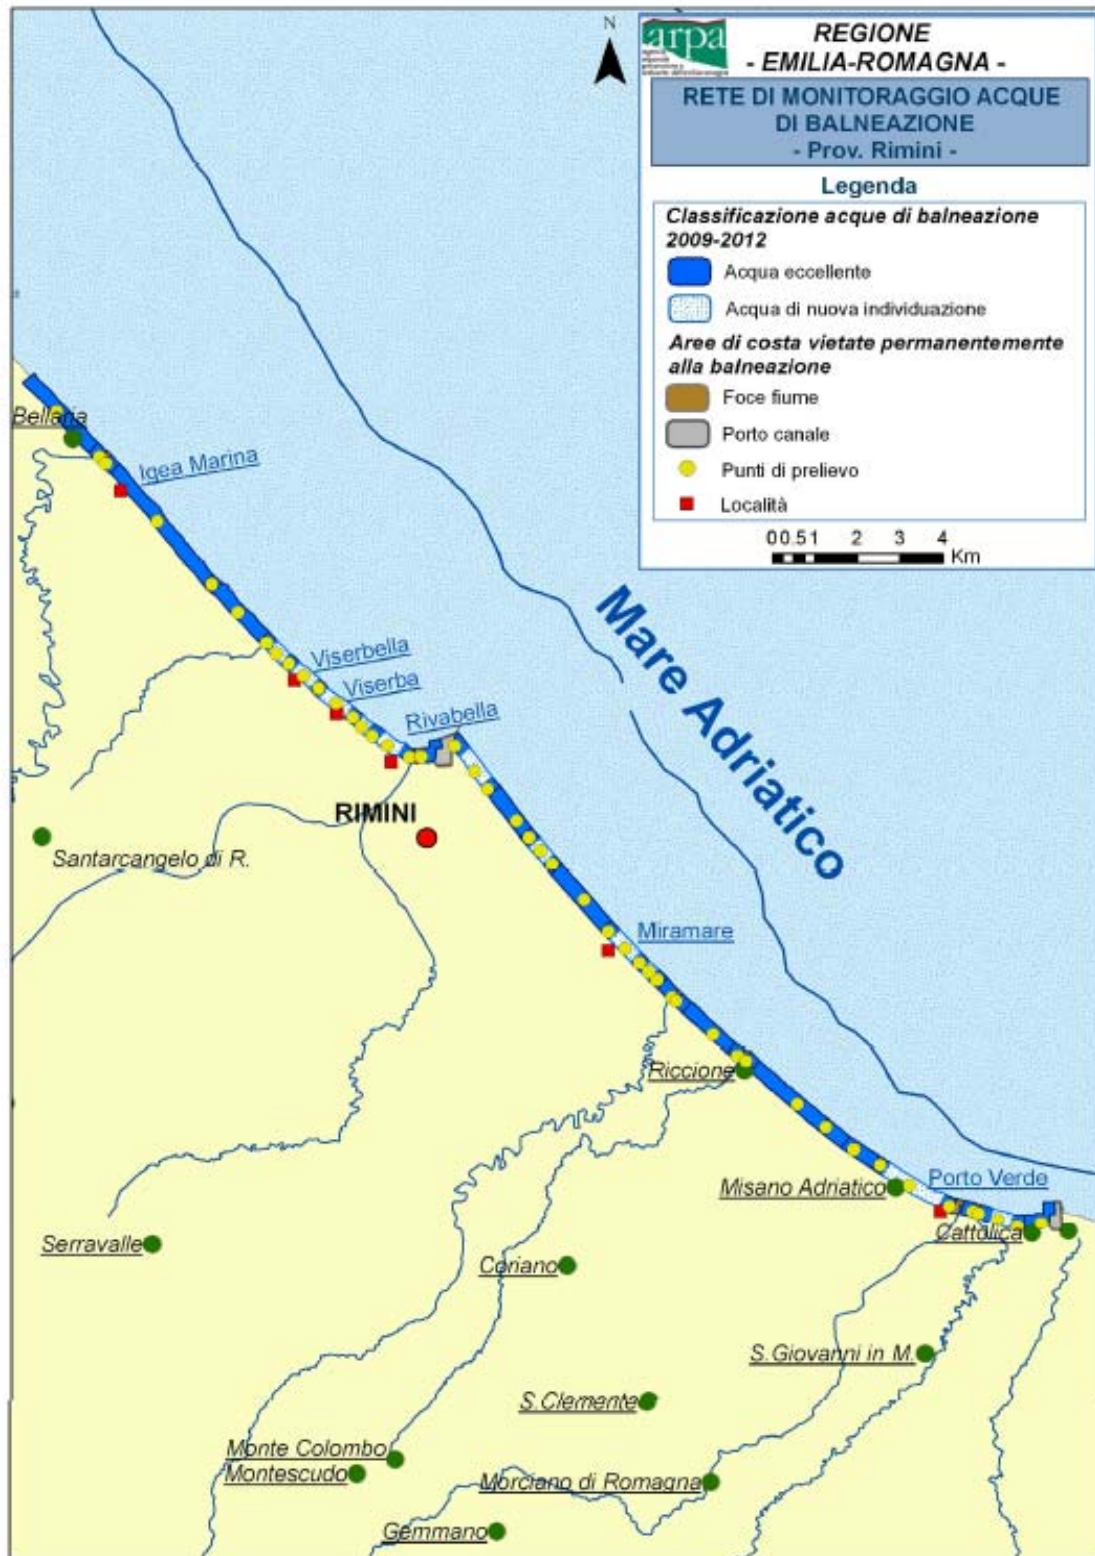 N
arpa
REGIONE
- EMILIA-ROMAGNA -
RETE DI MONITORAGGIO ACQUE
DI BALNEAZIONE
- Prov. Rimini -
Legenda
Classificazione acque di balneazione
2009-2012
Acqua eccellente
Acqua di nuova individuazione
Aree di costa vietate permanentemente
alla balneazione
Foce fiume
Porto canale
Punti di prelievo
Località
0 0.5 1 2 3 4
Km
Bellaria
Igea Marina
Mare Adriatico
Viserbella
Viserba
Rivabella
RIMINI
Santarcangelo di R.
Miramare
Riccione
Misano Adriatico
Porto Verde
Cattolica
Serravalle
Coriano
S.Giovanni in M.
S.Clemente
Monte Colombo
Montescudo
Morciano di Romagna
Gemmano